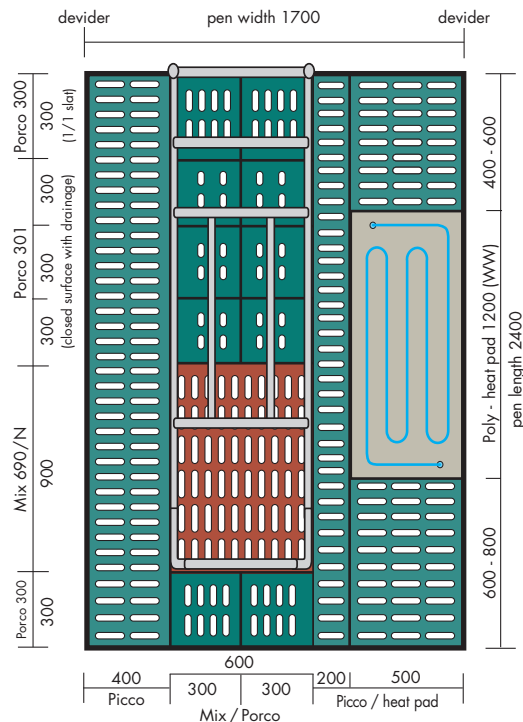 devider
pen width 1700
devider
Porco 300
300
(1/1 slat)
300
Porco 301
300
(closed surface with drainage)
300
Mix 690/N
900
Porco 300
300
400 - 600
Poly - heat pad 1200 (WW)
pen length 2400
600 - 800
600
400
300
300
200
500
Picco
Mix / Porco
Picco / heat pad